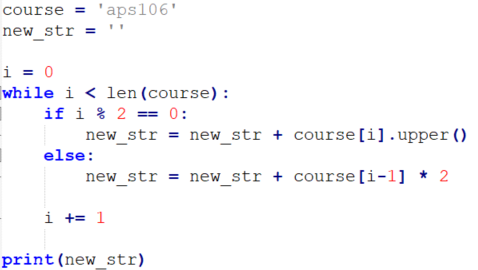 course = 'aps106'
new_str = ''
i = 0
while i < len(course):
    if i % 2 == 0:
        new_str = new_str + course[i].upper()
    else:
        new_str = new_str + course[i-1] * 2
    i += 1
print(new_str)